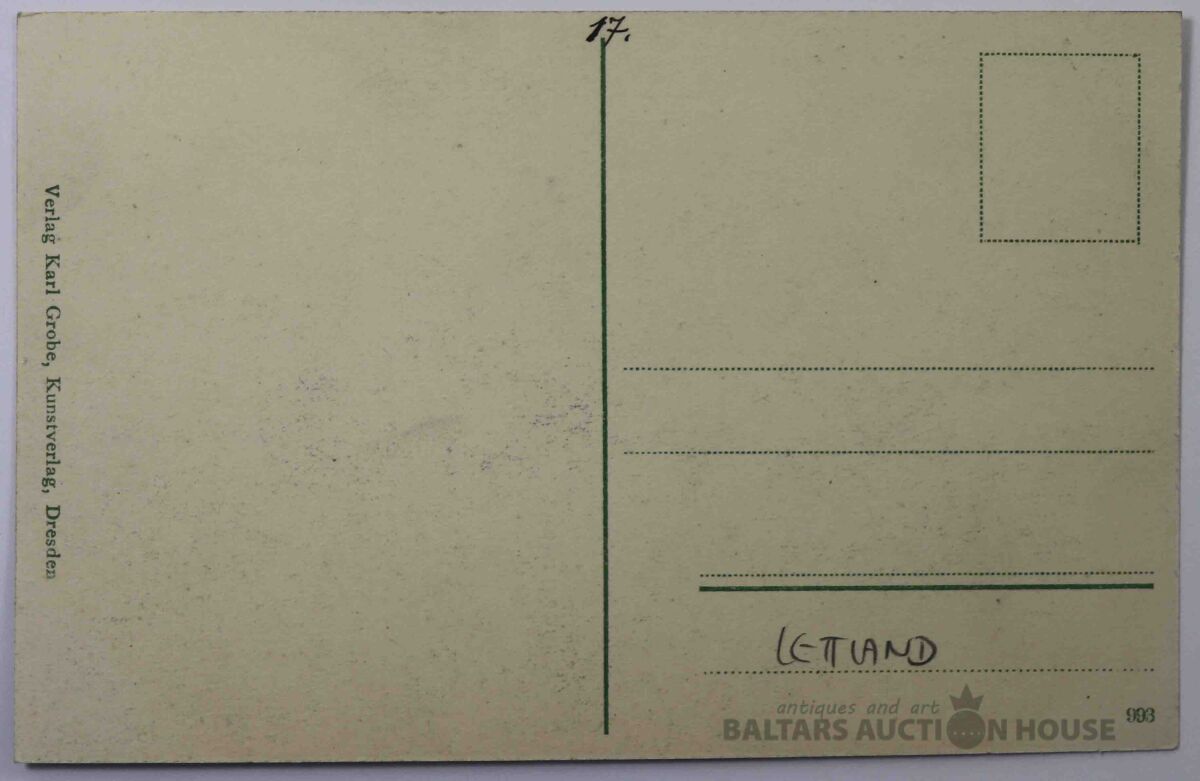 17.
Verlag Karl Grobe, Kunstverlag, Dresden
LETTLAND
antiques and art
BALTARS AUCTION HOUSE
993